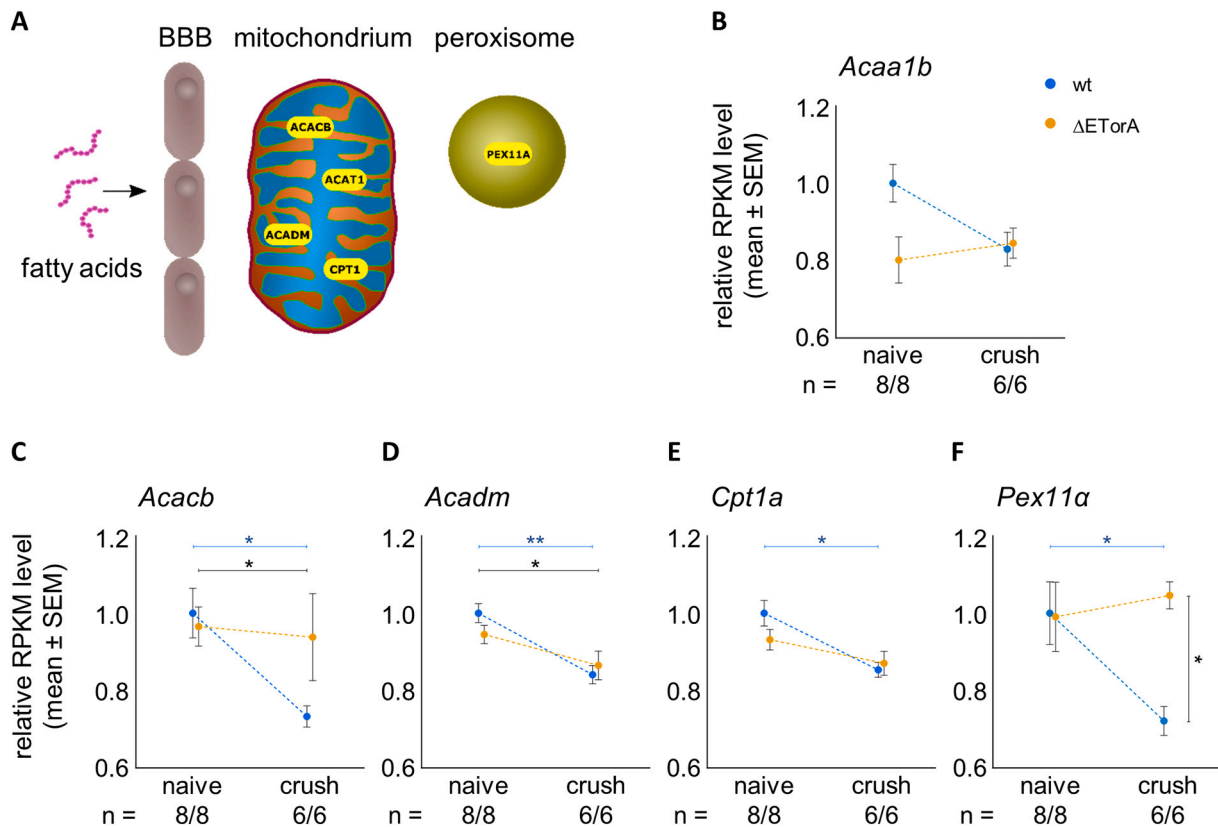 A
BBB mitochondrium peroxisome
ACACB
ACAT1
ACADM
CPT1
PEX11A
fatty acids
B
Acaa1b
wt
ΔETorA
relative RPKM level
(mean ± SEM)
1.2
1.0
0.8
0.6
naive crush
n = 8/8 6/6
C
Acacb
relative RPKM level
(mean ± SEM)
1.2
1.0
0.8
0.6
*
*
naive crush
n = 8/8 6/6
D
Acadm
1.2
1.0
0.8
0.6
**
*
naive crush
n = 8/8 6/6
E
Cpt1a
1.2
1.0
0.8
0.6
*
naive crush
n = 8/8 6/6
F
Pex11α
1.2
1.0
0.8
0.6
*
*
naive crush
n = 8/8 6/6